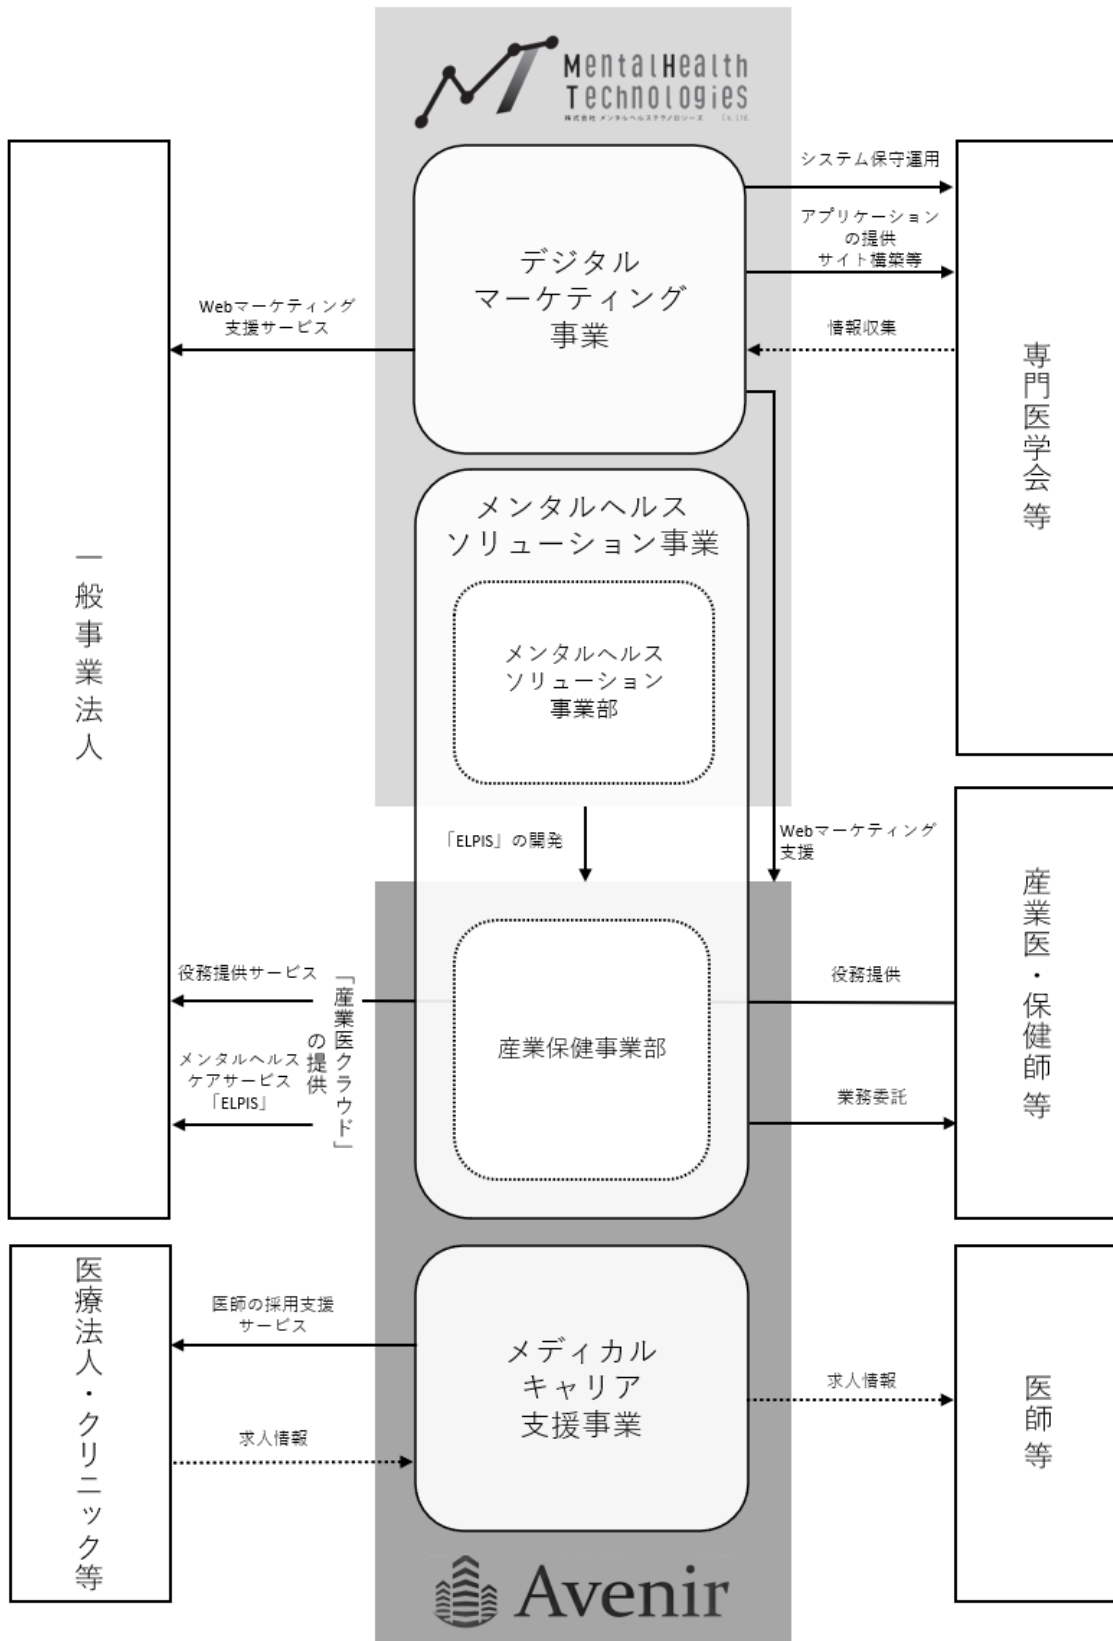 MentalHealth
Technologies
株式会社 メンタルヘルステクノロジーズ Co. Ltd.
デジタル
マーケティング
事業
システム保守運用
アプリケーション
の提供
サイト構築等
情報収集
専門医学会等
Webマーケティング
支援サービス
一般事業法人
メンタルヘルス
ソリューション事業
メンタルヘルス
ソリューション
事業部
「ELPIS」の開発
Webマーケティング
支援
産業保健事業部
役務提供サービス
メンタルヘルス
ケアサービス
「ELPIS」
「産業医クラウド」
の提供
役務提供
業務委託
産業医・保健師等
医療法人・クリニック等
医師の採用支援
サービス
求人情報
メディカル
キャリア
支援事業
求人情報
医師等
Avenir